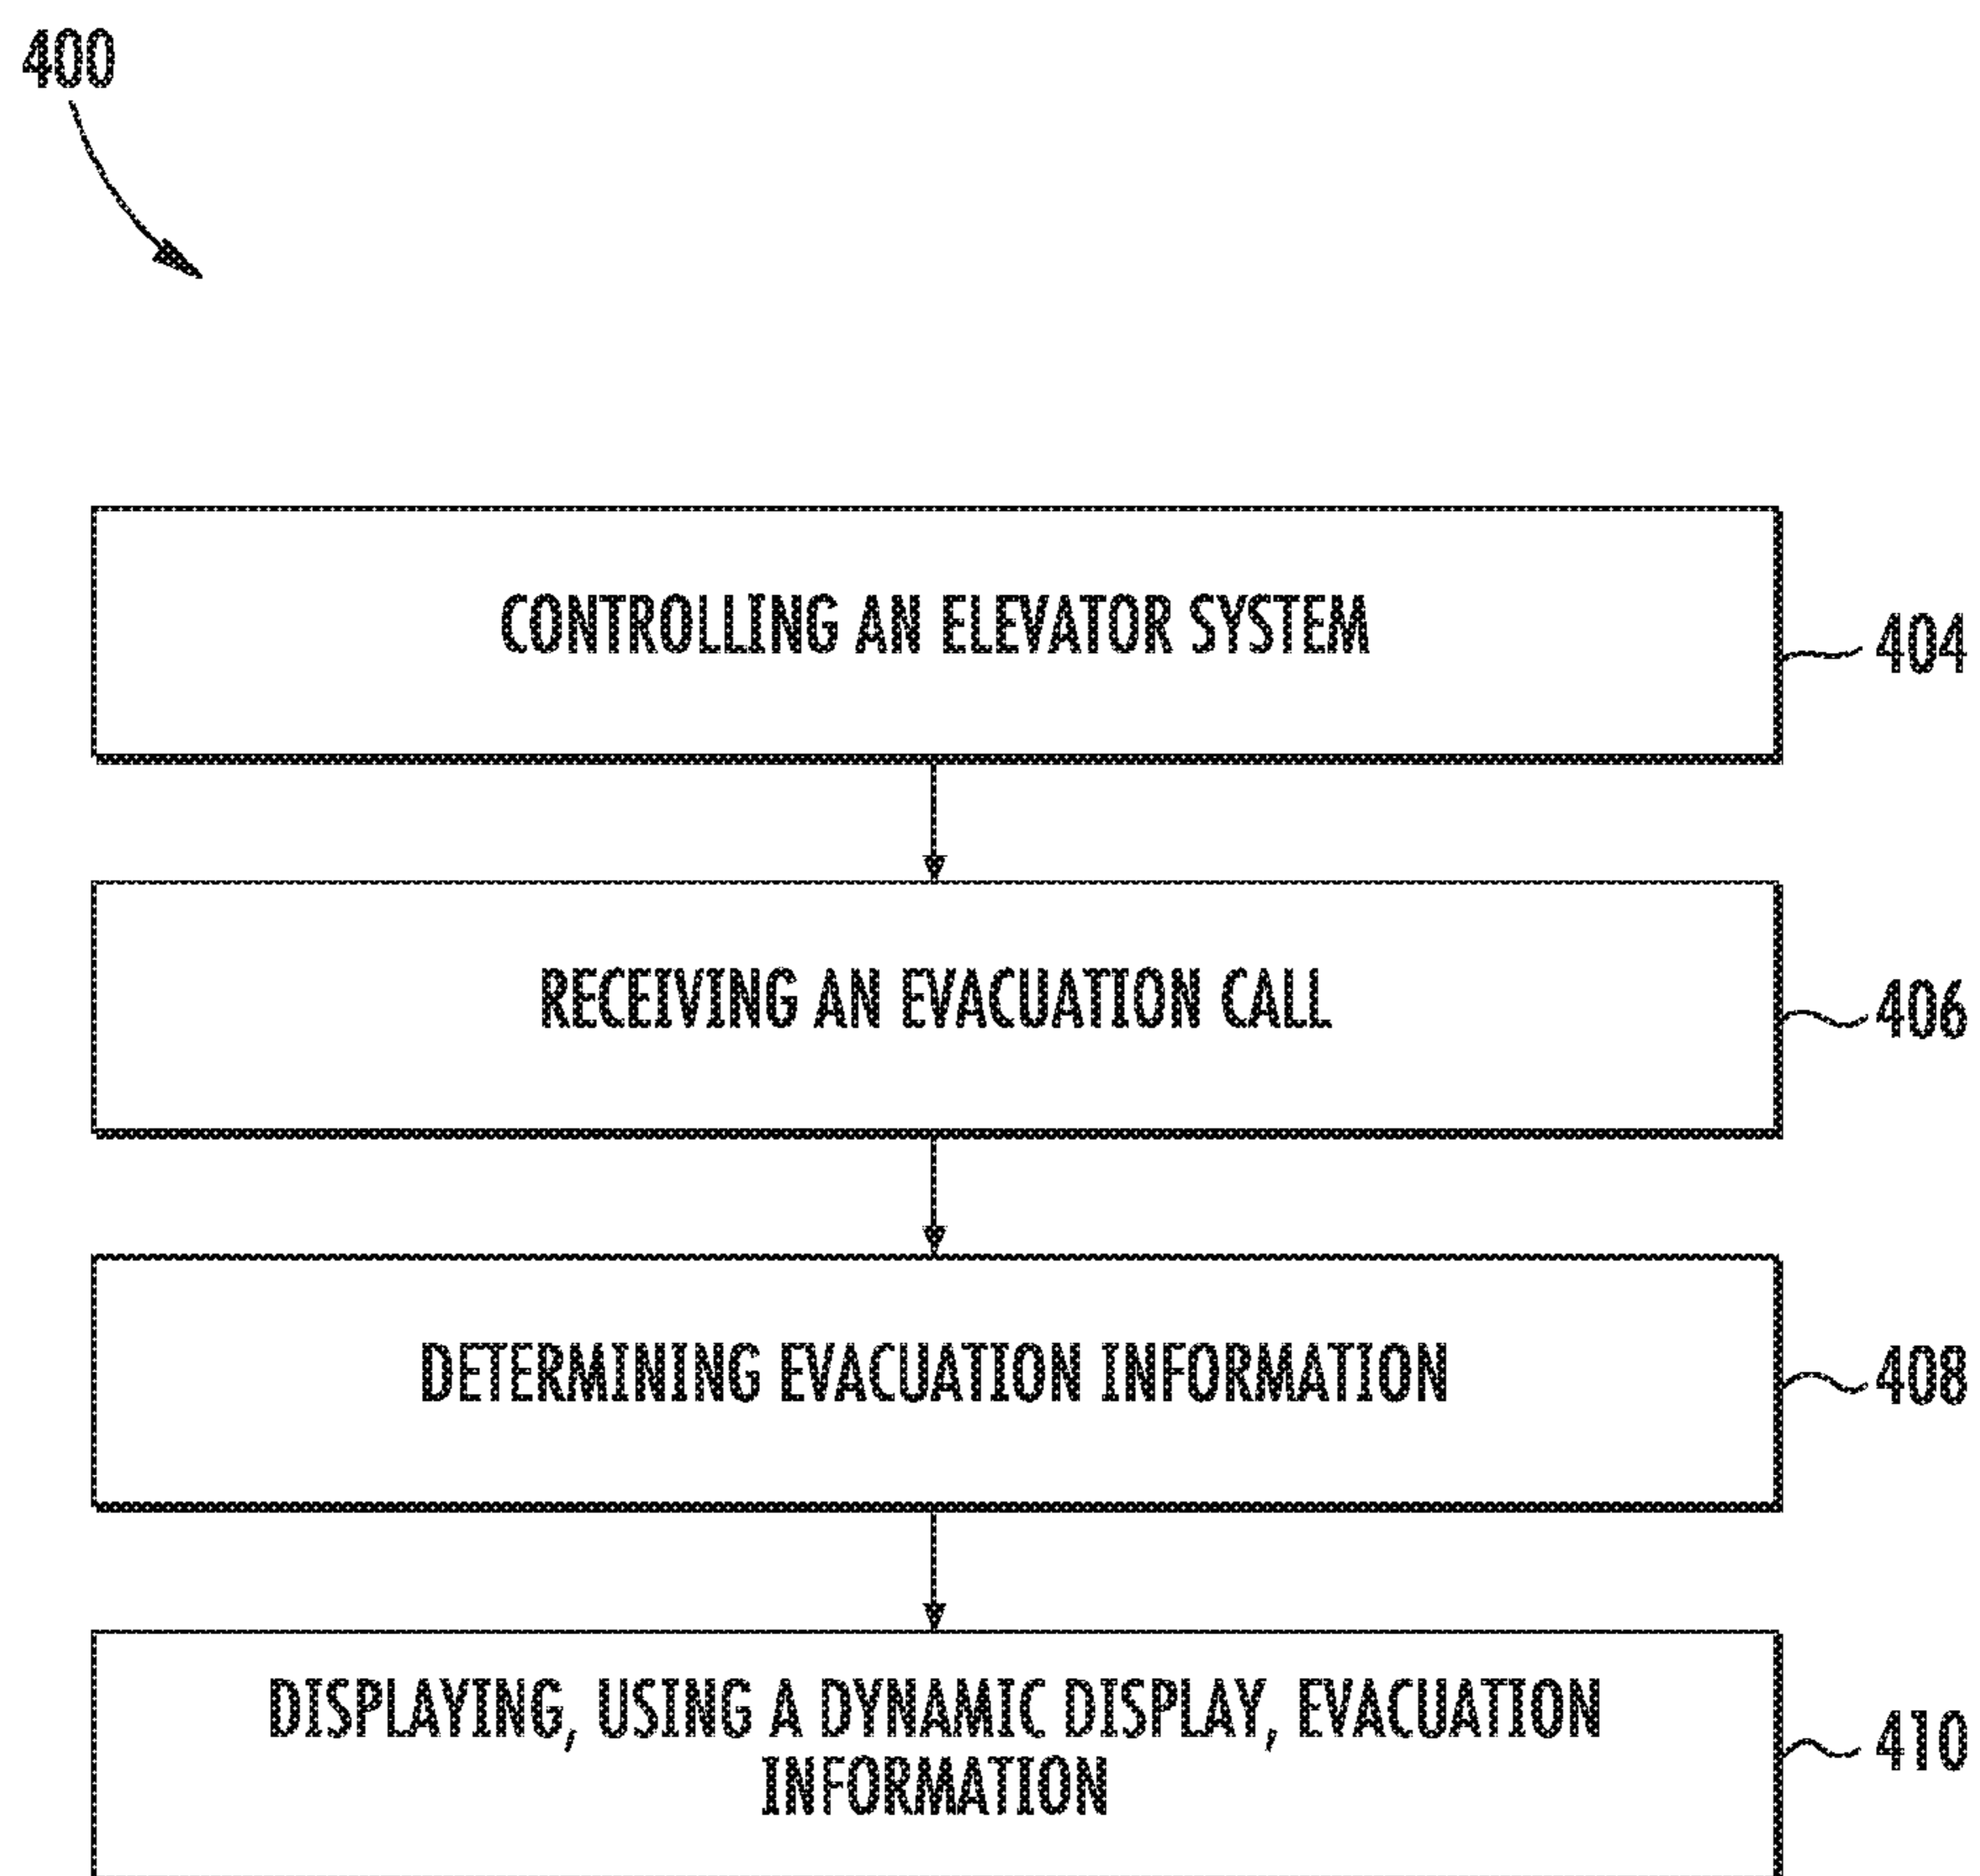 400
CONTROLLING AN ELEVATOR SYSTEM
404
RECEIVING AN EVACUATION CALL
406
DETERMINING EVACUATION INFORMATION
408
DISPLAYING, USING A DYNAMIC DISPLAY, EVACUATION
INFORMATION
410